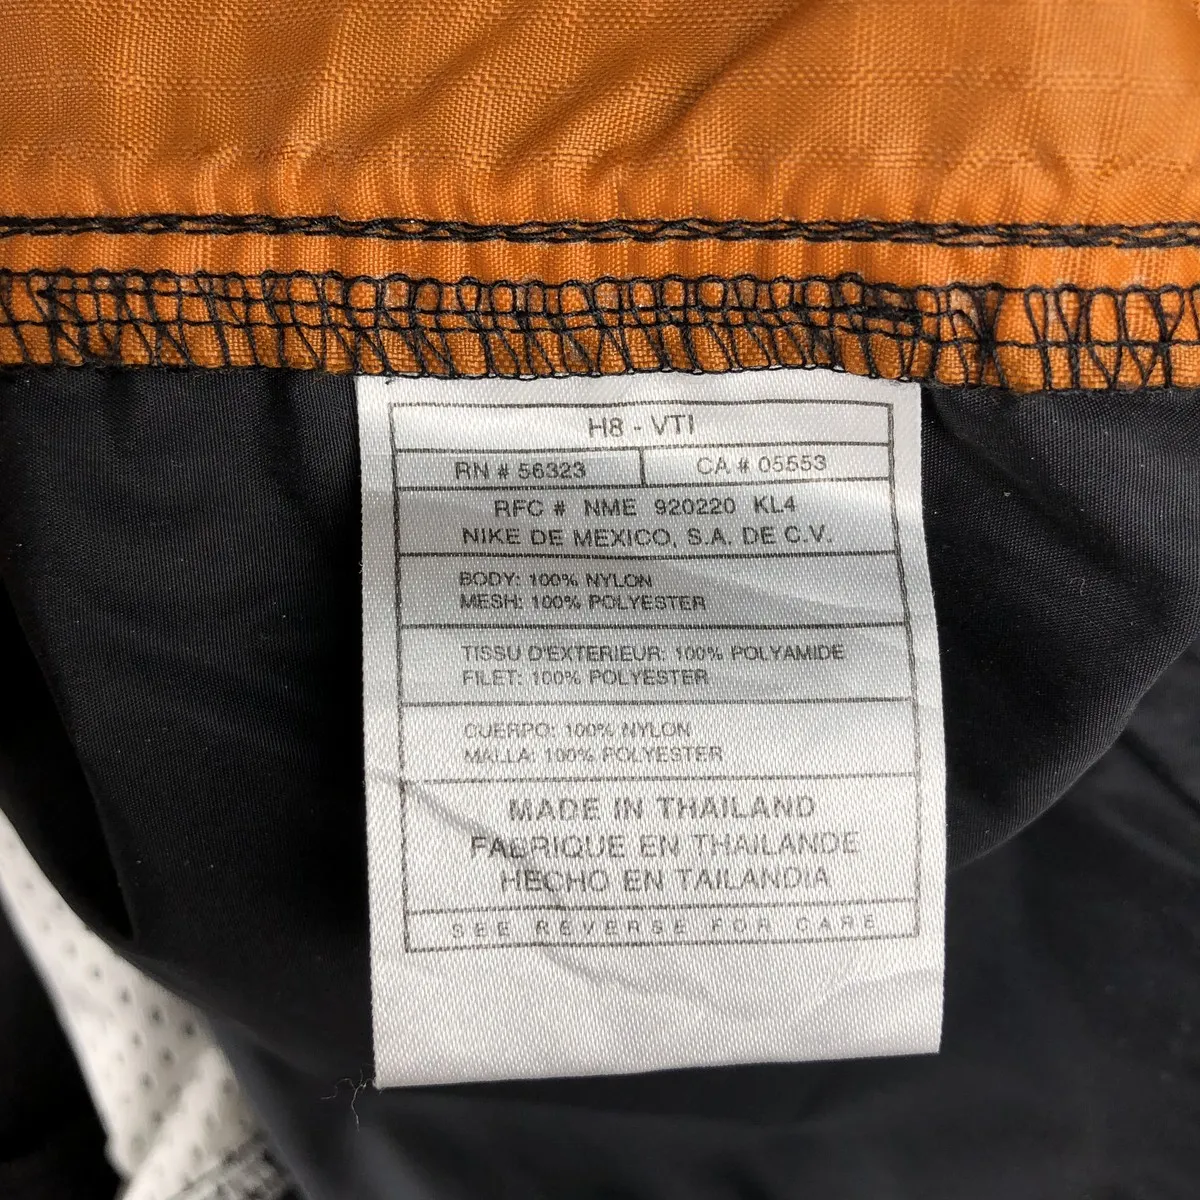 H8 - VTI
RN # 56323 CA # 05553
RFC # NME 920220 KL4
NIKE DE MEXICO, S.A. DE C.V.
BODY: 100% NYLON
MESH: 100% POLYESTER
TISSU D'EXTERIEUR: 100% POLYAMIDE
FILET: 100% POLYESTER
CUERPO: 100% NYLON
MALLA: 100% POLYESTER
MADE IN THAILAND
FABRIQUE EN THAILANDE
HECHO EN TAILANDIA
SEE REVERSE FOR CARE